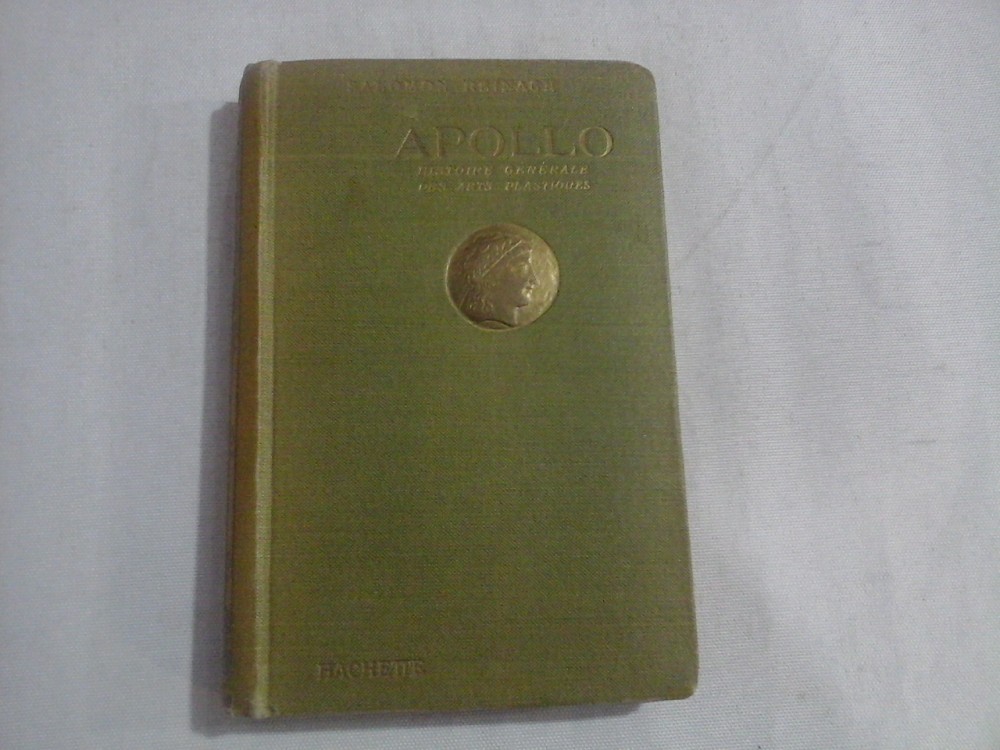 SALOMON REINACH
APOLLO
HISTOIRE GÉNÉRALE
DES ARTS PLASTIQUES
HACHETTE